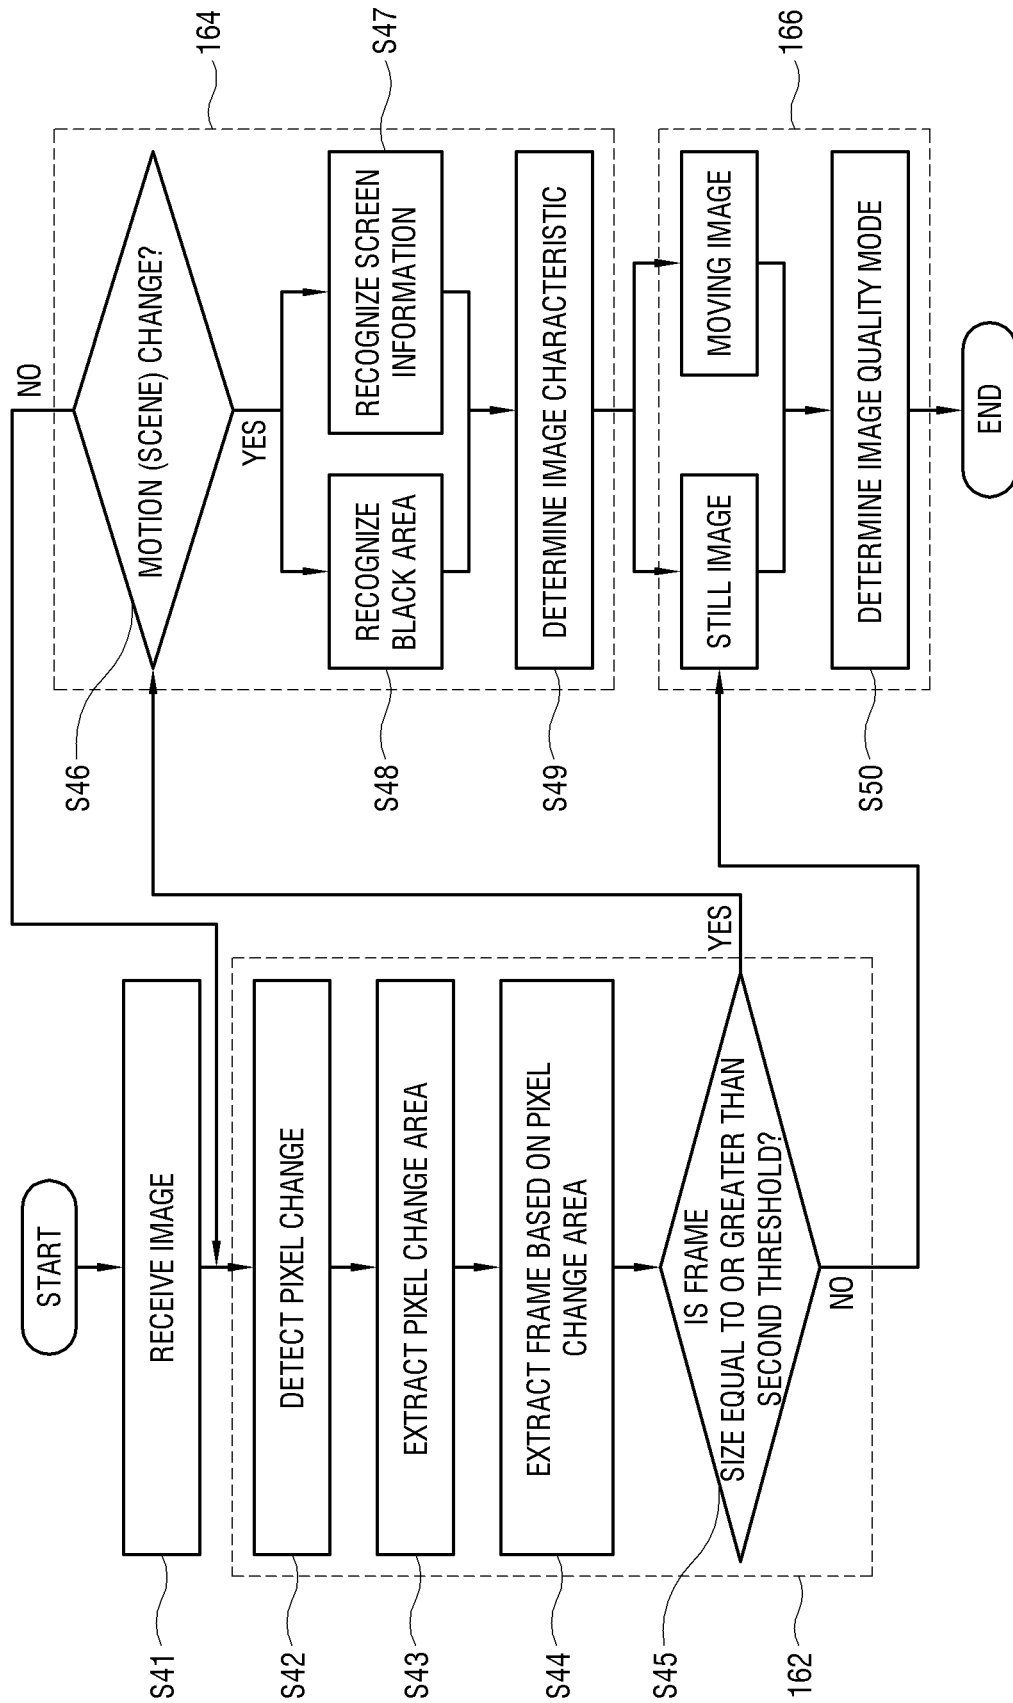 START
S41
RECEIVE IMAGE
S42
DETECT PIXEL CHANGE
S43
EXTRACT PIXEL CHANGE AREA
S44
EXTRACT FRAME BASED ON PIXEL
CHANGE AREA
S45
IS FRAME
SIZE EQUAL TO OR GREATER THAN
SECOND THRESHOLD?
YES
NO
162
NO
S46
MOTION (SCENE) CHANGE?
164
YES
S48
RECOGNIZE
BLACK AREA
RECOGNIZE SCREEN
INFORMATION
S47
S49
DETERMINE IMAGE CHARACTERISTIC
STILL IMAGE
MOVING IMAGE
166
S50
DETERMINE IMAGE QUALITY MODE
END